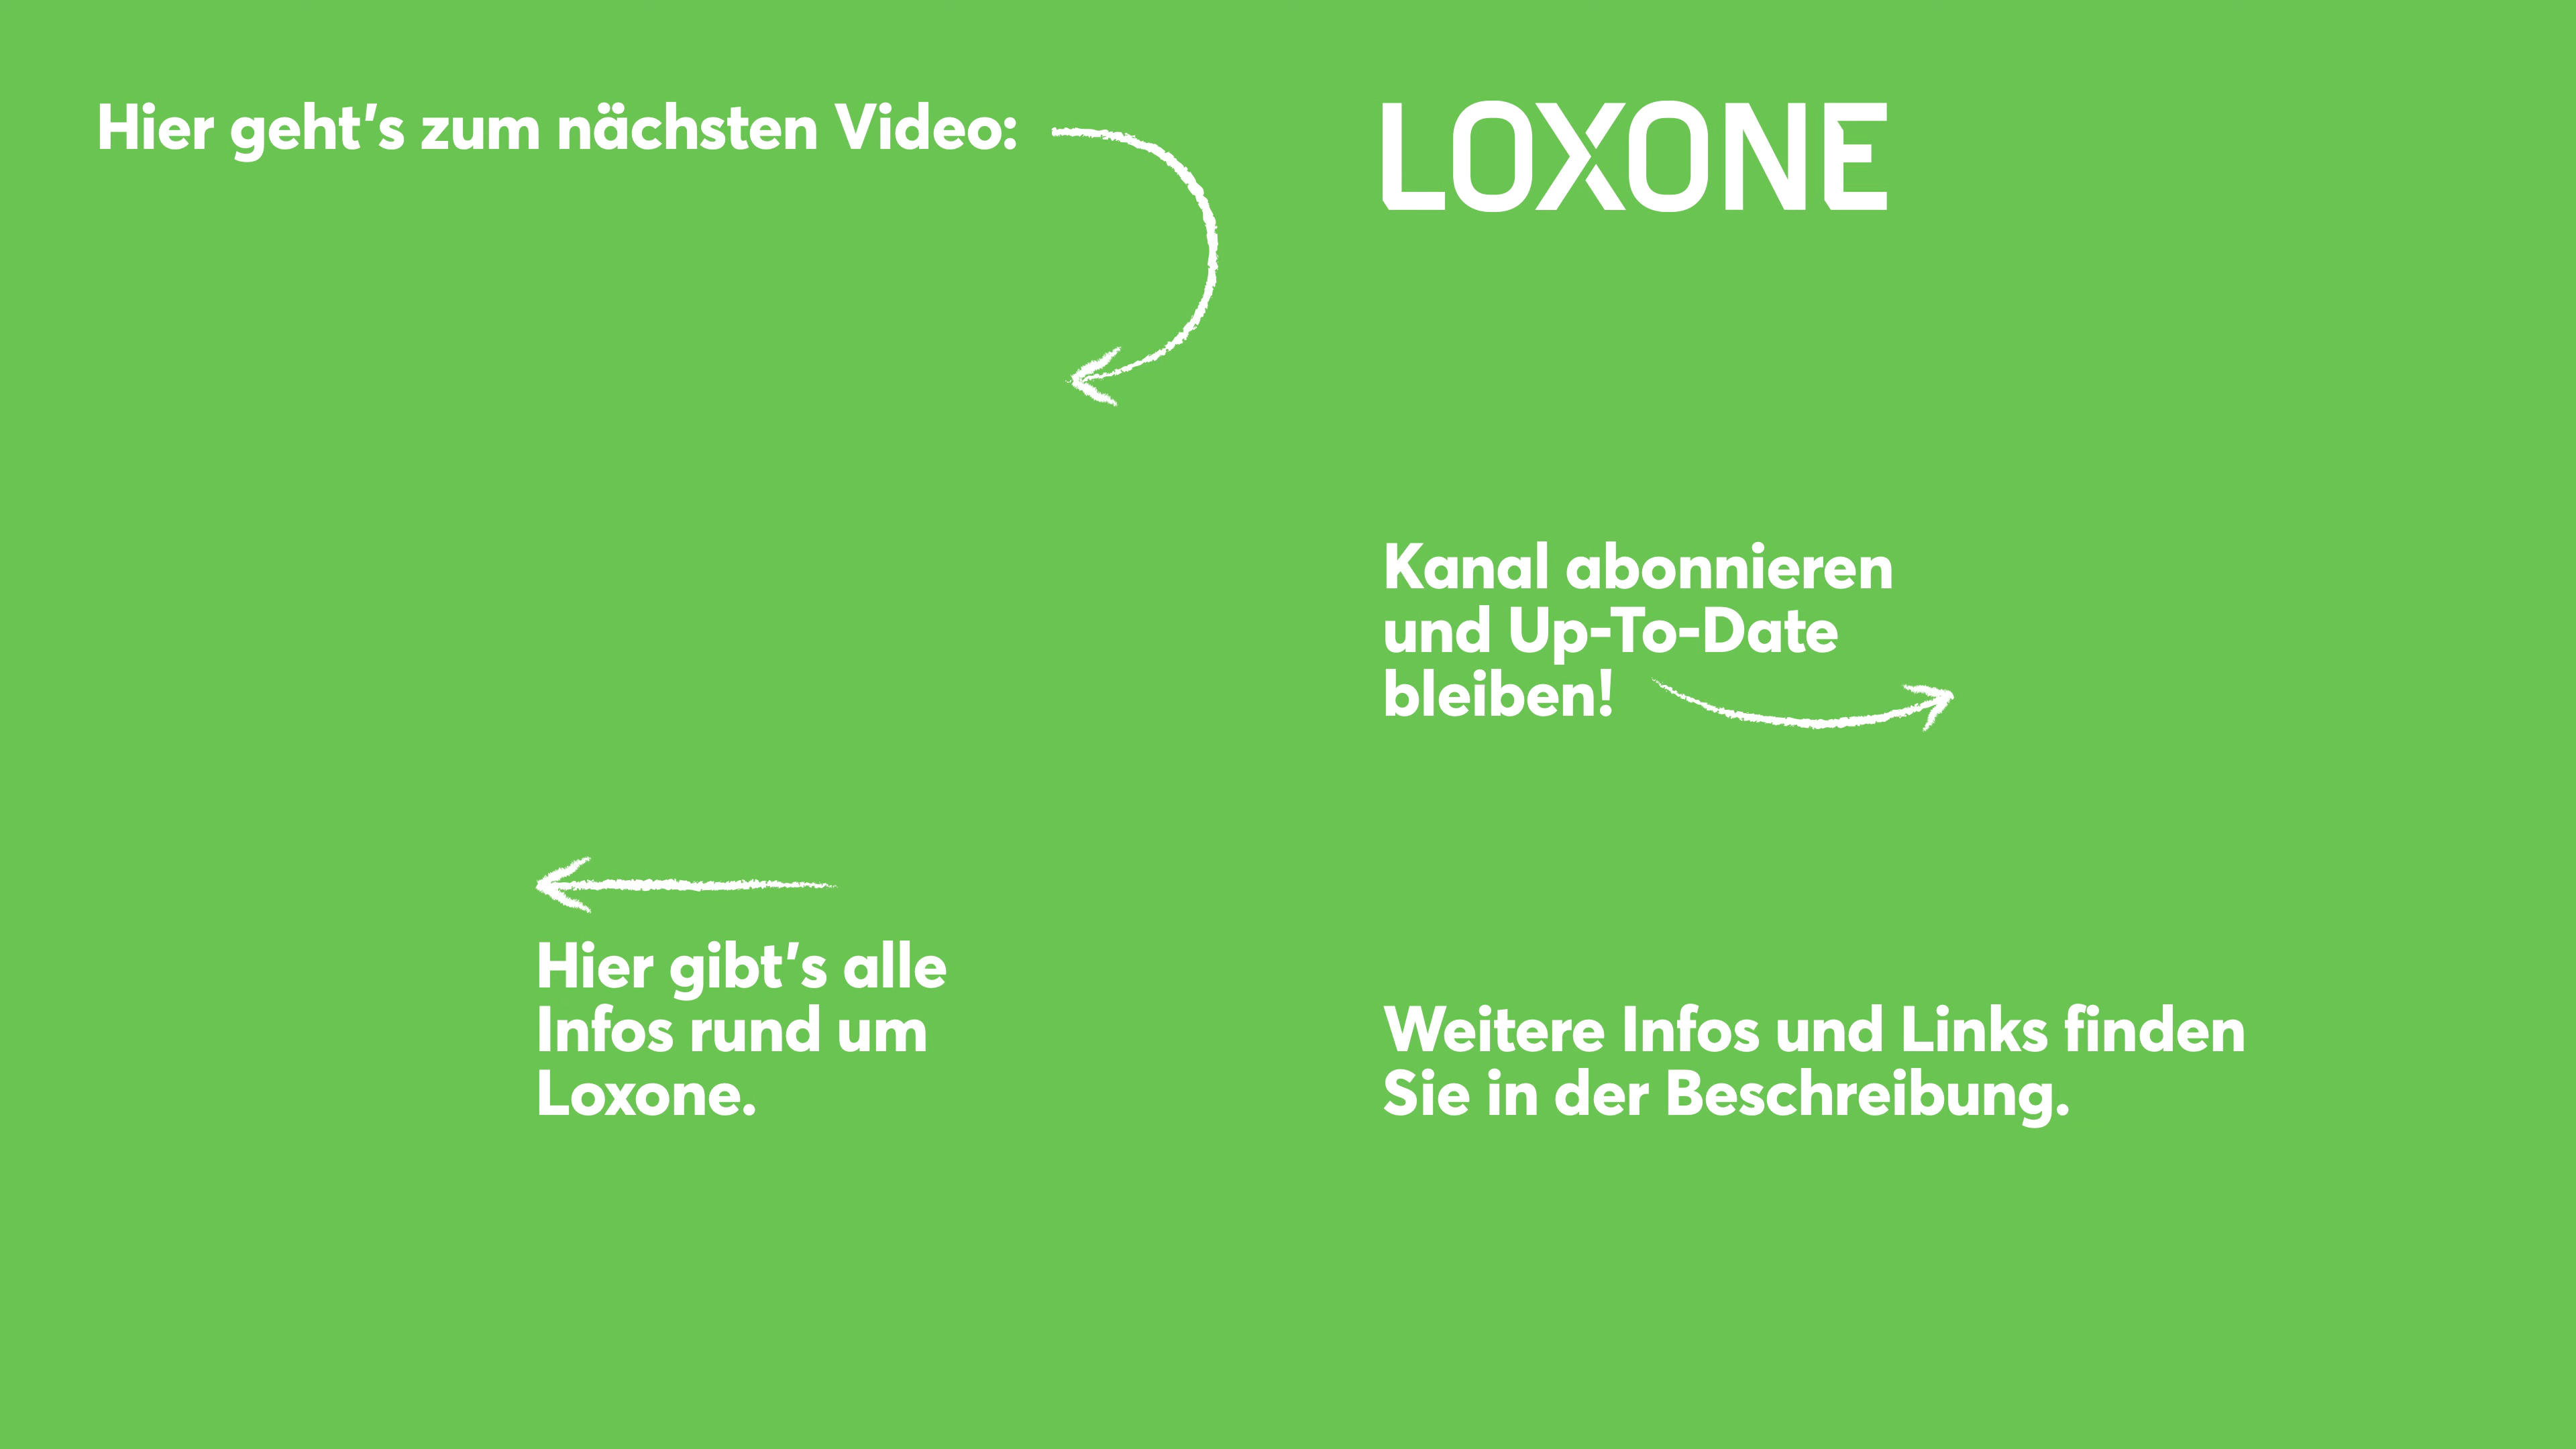 Hier geht's zum nächsten Video:
LOXONE
Kanal abonnieren
und Up-To-Date
bleiben!
Hier gibt's alle
Infos rund um
Loxone.
Weitere Infos und Links finden
Sie in der Beschreibung.